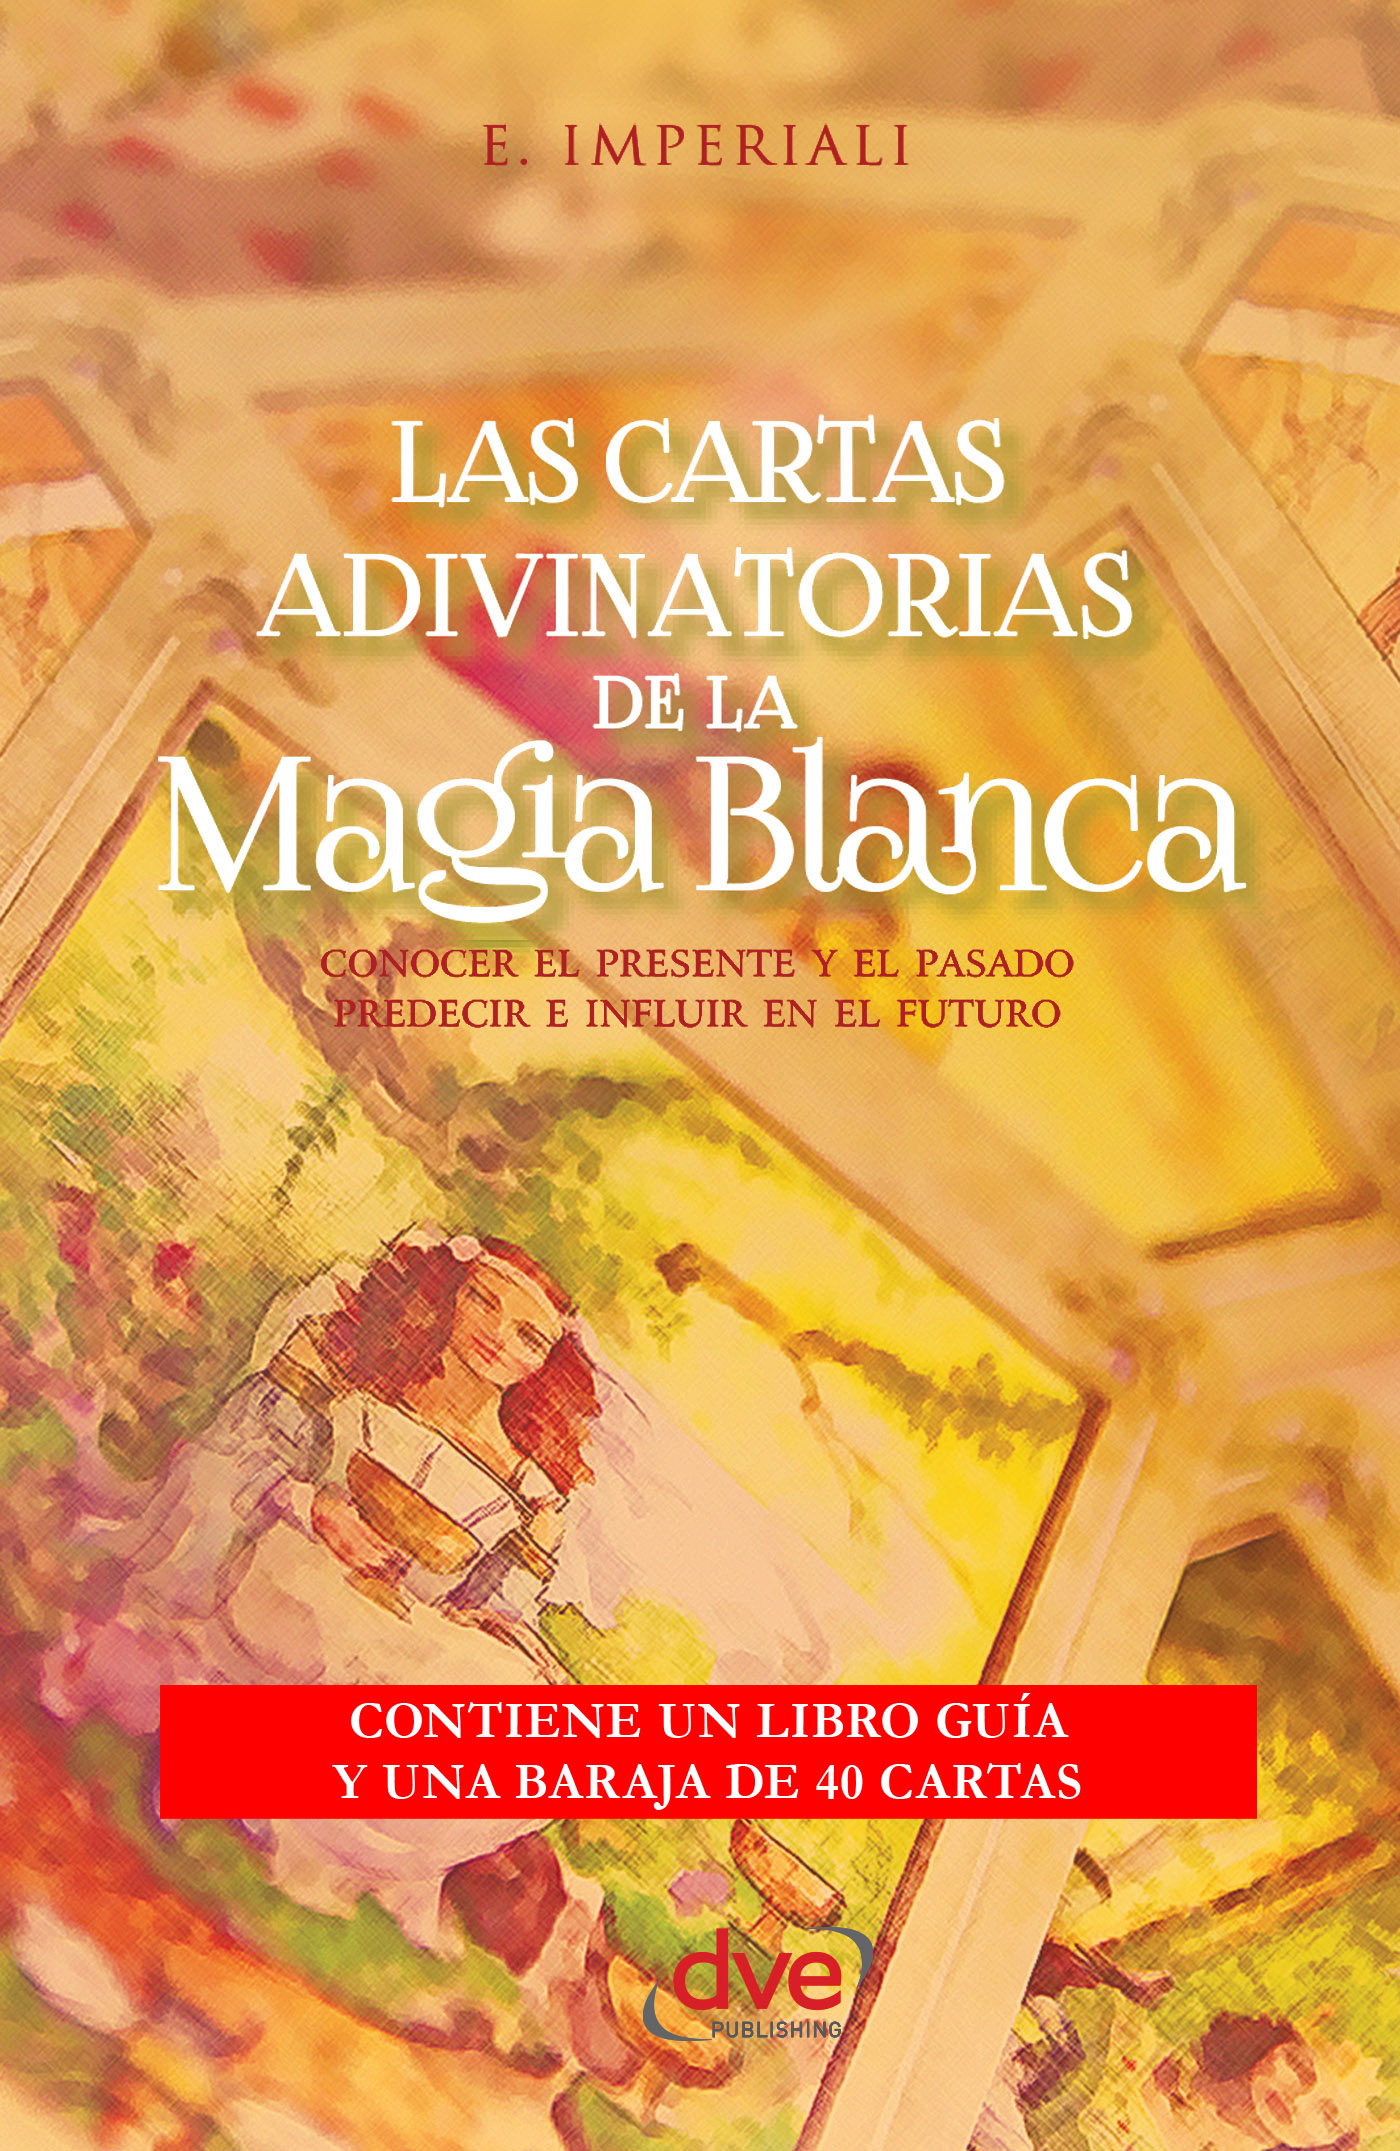 E. IMPERIALI
LAS CARTAS
ADIVINATORIAS
DE LA
Magia Blanca
CONOCER EL PRESENTE Y EL PASADO
PREDECIR E INFLUIR EN EL FUTURO
CONTIENE UN LIBRO GUÍA
Y UNA BARAJA DE 40 CARTAS
dve
PUBLISHING